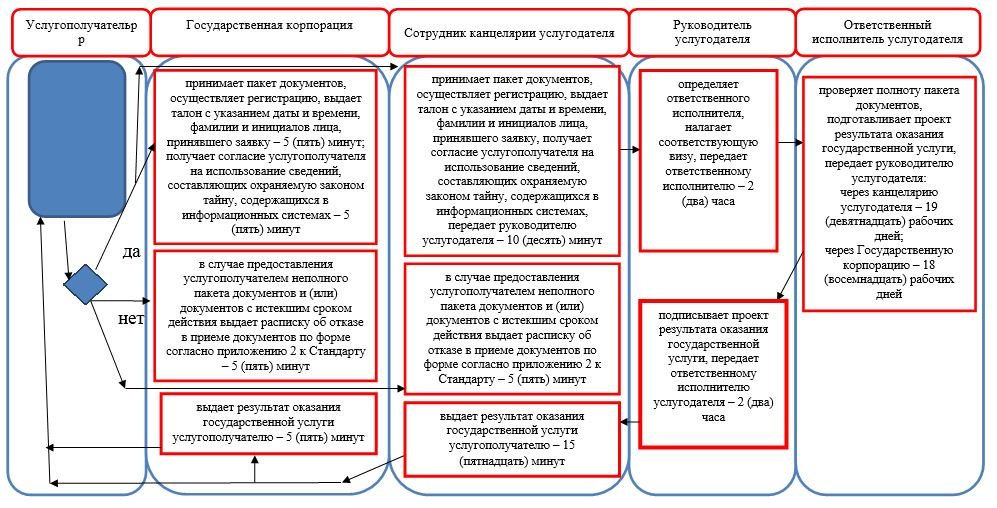 Услугополучательр
р
Государственная корпорация
Сотрудник канцелярии услугодателя
Руководитель
услугодателя
Ответственный
исполнитель услугодателя
принимает пакет документов,
осуществляет регистрацию, выдает
талон с указанием даты и времени,
фамилии и инициалов лица,
принявшего заявку – 5 (пять) минут;
получает согласие услугополучателя
на использование сведений,
составляющих охраняемую законом
тайну, содержащихся в
информационных системах – 5
(пять) минут
принимает пакет документов,
осуществляет регистрацию, выдает
талон с указанием даты и времени,
фамилии и инициалов лица,
принявшего заявку, получает
согласие услугополучателя на
использование сведений,
составляющих охраняемую
законом тайну, содержащихся в
информационных системах,
передает руководителю
услугодателя – 10 (десять) минут
определяет
ответственного
исполнителя,
налагает
соответствующую
визу, передает
ответственному
исполнителю – 2
(два) часа
проверяет полноту пакета
документов,
подготавливает проект
результата оказания
государственной услуги,
передает руководителю
услугодателя:
через канцелярию
услугодателя – 19
(девятнадцать) рабочих
дней;
через Государственную
корпорацию – 18
(восемнадцать) рабочих
дней
да
нет
в случае предоставления
услугополучателем неполного
пакета документов и (или)
документов с истекшим сроком
действия выдает расписку об отказе
в приеме документов по форме
согласно приложению 2 к Стандарту
– 5 (пять) минут
в случае предоставления
услугополучателем неполного
пакета документов и (или)
документов с истекшим сроком
действия выдает расписку об
отказе в приеме документов по
форме согласно приложению 2 к
Стандарту – 5 (пять) минут
подписывает проект
результата оказания
государственной
услуги, передает
ответственному
исполнителю
услугодателя – 2 (два)
часа
выдает результат оказания
государственной услуги
услугополучателю – 5 (пять) минут
выдает результат оказания
государственной услуги
услугополучателю – 15
(пятнадцать) минут